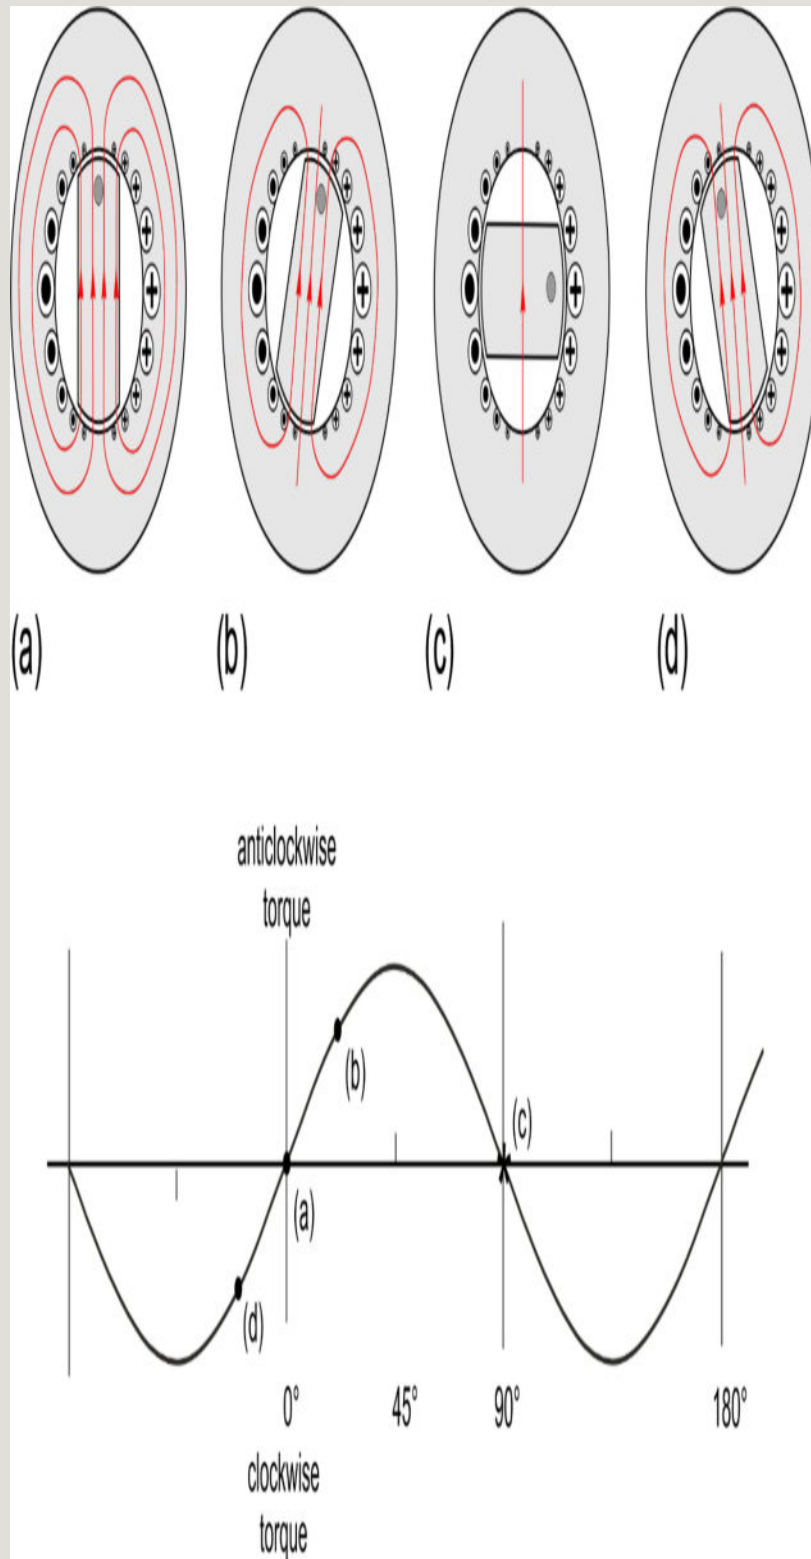 (a)
(b)
(c)
(d)
anticlockwise
torque
(b)
(c)
(a)
(d)
0°
45°
90°
180°
clockwise
torque